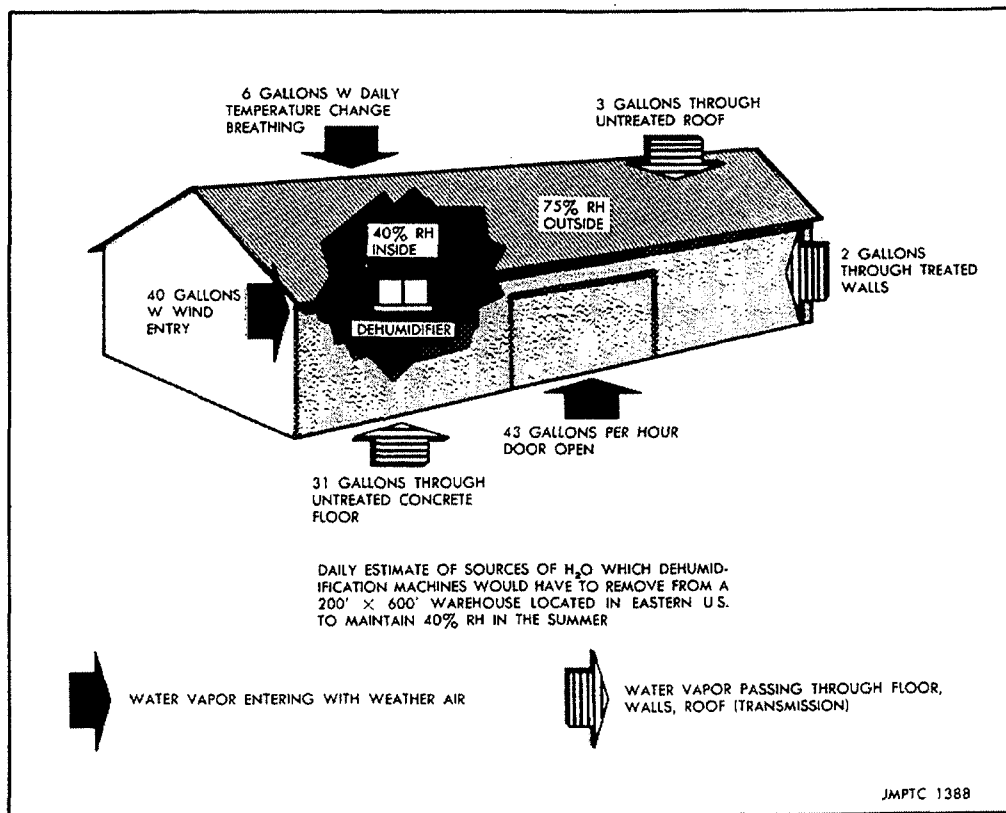 6 GALLONS W DAILY
TEMPERATURE CHANGE
BREATHING
3 GALLONS THROUGH
UNTREATED ROOF
75% RH
OUTSIDE
40% RH
INSIDE
2 GALLONS
THROUGH TREATED
WALLS
40 GALLONS
W WIND
ENTRY
DEHUMIDIFIER
43 GALLONS PER HOUR
DOOR OPEN
31 GALLONS THROUGH
UNTREATED CONCRETE
FLOOR
DAILY ESTIMATE OF SOURCES OF H₂O WHICH DEHUMID-
IFICATION MACHINES WOULD HAVE TO REMOVE FROM A
200' × 600' WAREHOUSE LOCATED IN EASTERN U.S.
TO MAINTAIN 40% RH IN THE SUMMER
WATER VAPOR ENTERING WITH WEATHER AIR
WATER VAPOR PASSING THROUGH FLOOR,
WALLS, ROOF (TRANSMISSION)
JMPTC 1388